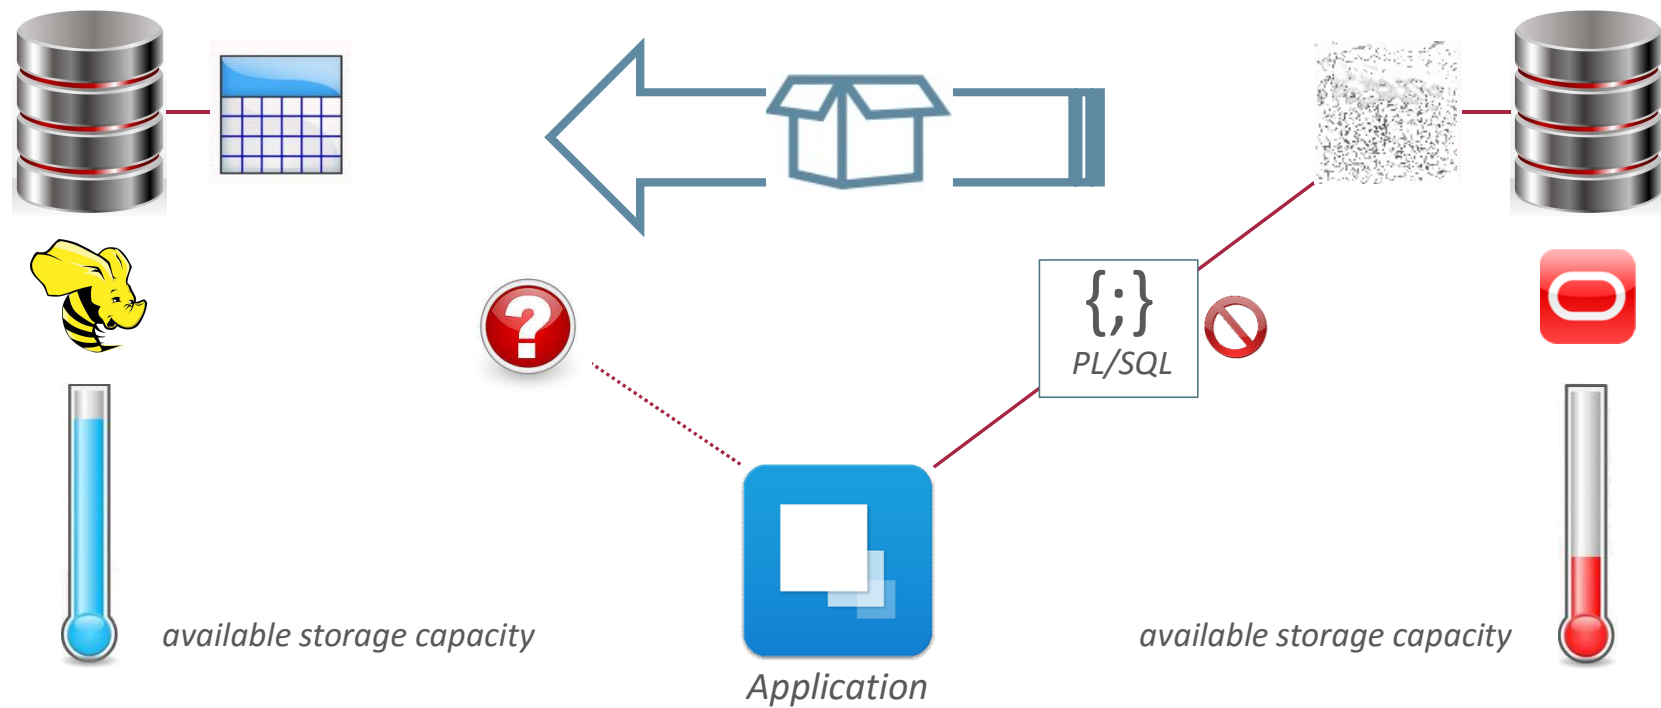 ?
{;}
PL/SQL
available storage capacity
available storage capacity
Application